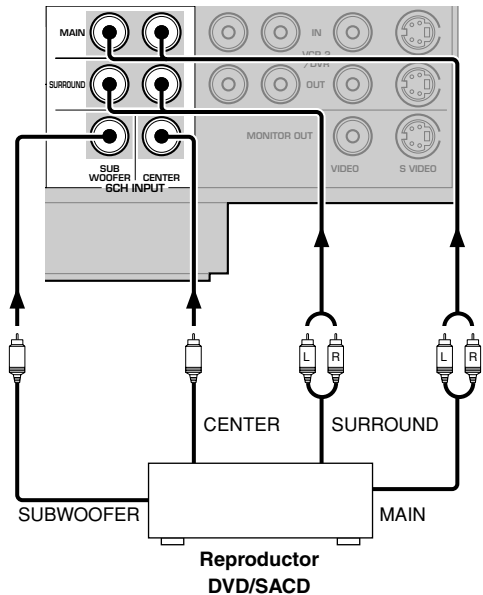 MAIN
IN
VCR 3
/DVR
SURROUND
OUT
MONITOR OUT
SUB
WOOFER
CENTER
6CH INPUT
VIDEO
S VIDEO
L
R
L
R
CENTER
SURROUND
SUBWOOFER
MAIN
Reproductor
DVD/SACD